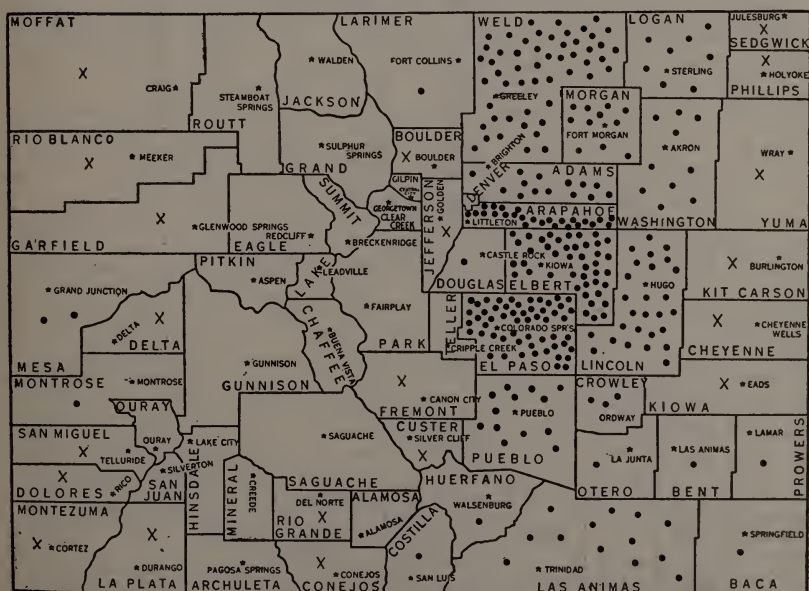 MOFFAT
LARIMER
WELD
LOGAN
JULESBURG
SEDGWICK
X
CRAIG
STEAMBOAT
SPRINGS
ROUTT
WALDEN
JACKSON
FORT COLLINS
GREELEY
STERLING
X
HOLYOKE
PHILLIPS
RIO BLANCO
X
MEEKER
SULPHUR
SPRINGS
GRAND
BOULDER
X
BOULDER
MORGAN
FORT MORGAN
AKRON
WASHINGTON
WRAY
X
YUMA
GARFIELD
X
GLENWOOD SPRINGS
REDCLIFF
EAGLE
SUMMIT
GILPIN
GEORGETOWN
CLEAR
CREEK
BRECKENRIDGE
JEFFERSON
GOLDEN
X
DENVER
BRIGHTON
ADAMS
LITTLETON
ARAPAHOE
PITKIN
ASPEN
LAKE
LEADVILLE
CASTLE ROCK
DOUGLAS
KIOWA
ELBERT
HUGO
LINCOLN
X
BURLINGTON
KIT CARSON
GRAND JUNCTION
MESA
DELTA
X
DELTA
CHAFFEE
BUENA VISTA
FAIRPLAY
PARK
TELLER
CRIPPLE CREEK
COLORADO SPR'S
EL PASO
X
CHEYENNE
WELLS
CHEYENNE
MONTROSE
MONTROSE
GUNNISON
GUNNISON
X
CANON CITY
FREMONT
CROWLEY
ORDWAY
X
EADS
KIOWA
OURAY
OURAY
SAN MIGUEL
X
TELLURIDE
LAKE CITY
SAGUACHE
SAGUACHE
CUSTER
SILVER CLIFF
X
PUEBLO
PUEBLO
LA JUNTA
OTERO
LAS ANIMAS
BENT
LAMAR
PROWERS
X
DOLORES
RICO
SILVERTON
SAN
JUAN
HINSDALE
MINERAL
CREEDE
DEL NORTE
X
RIO
GRANDE
ALAMOSA
ALAMOSA
HUERFANO
WALSENBURG
MONTEZUMA
X
CORTEZ
X
DURANGO
LA PLATA
PAGOSA SPRINGS
ARCHULETA
X
CONEJOS
CONEJOS
COSTILLA
SAN LUIS
TRINIDAD
LAS ANIMAS
SPRINGFIELD
BACA